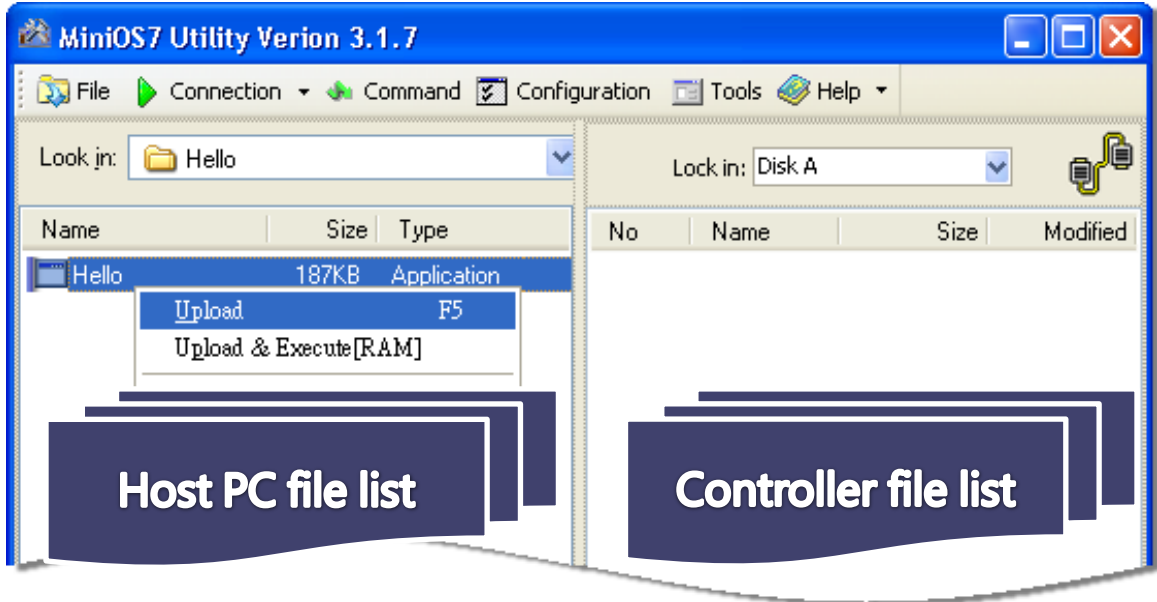 MiniOS7 Utility Verion 3.1.7
File Connection Command Configuration Tools Help
Look in: Hello
Lock in: Disk A
Name Size Type
No Name Size Modified
Hello 187KB Application
Upload F5
Upload & Execute[RAM]
Host PC file list
Controller file list